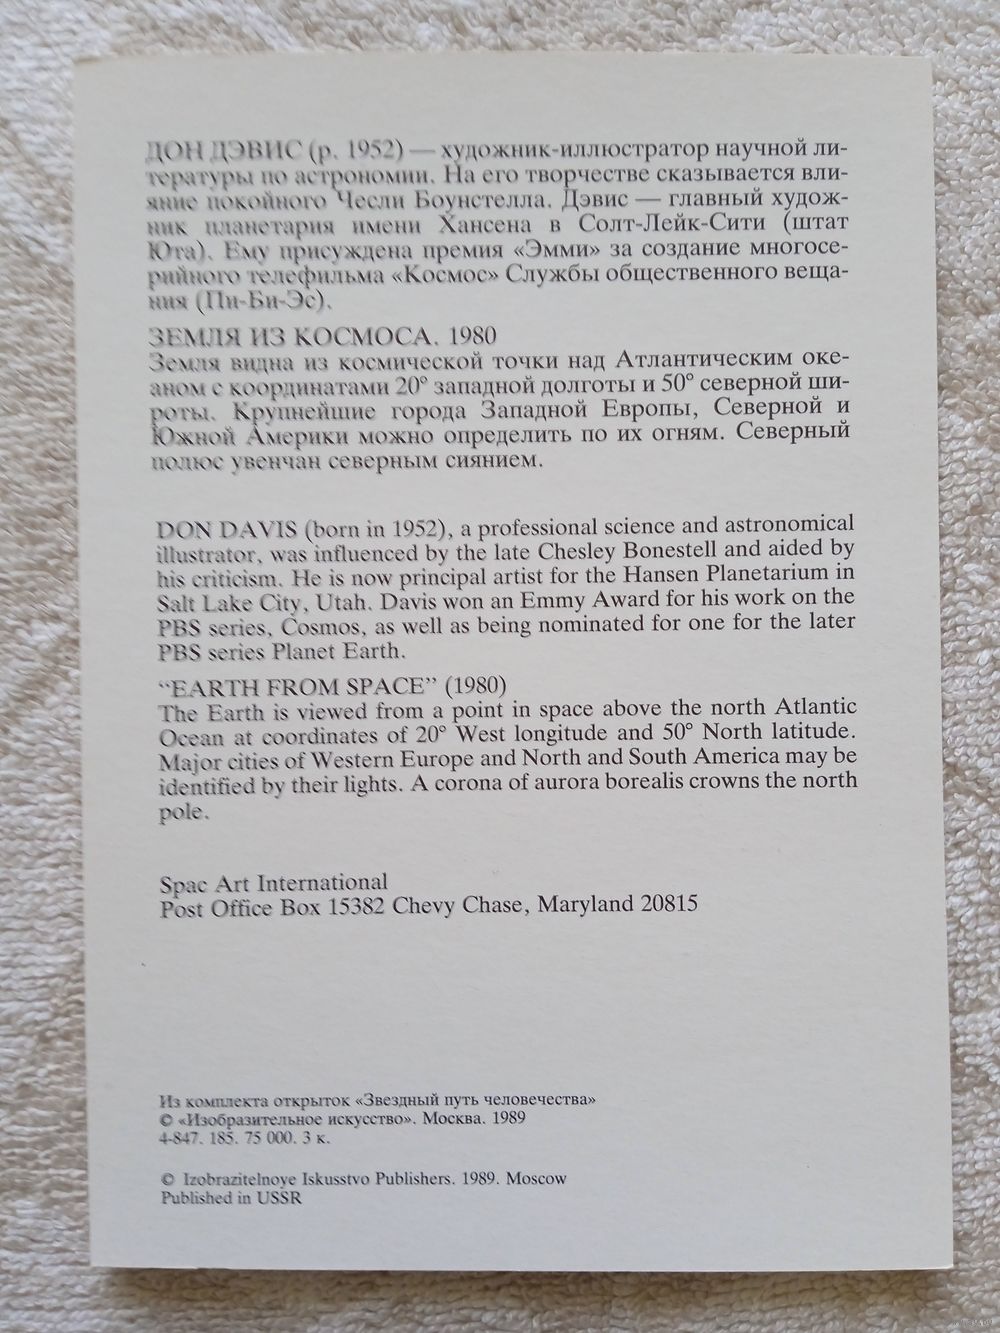 ДОН ДЭВИС (р. 1952) — художник-иллюстратор научной ли-
тературы по астрономии. На его творчестве сказывается вли-
яние покойного Чесли Боунстелла. Дэвис — главный худож-
ник планетария имени Хансена в Солт-Лейк-Сити (штат
Юта). Ему присуждена премия «Эмми» за создание многосе-
рийного телефильма «Космос» Службы общественного веща-
ния (Пи-Би-Эс).
ЗЕМЛЯ ИЗ КОСМОСА. 1980
Земля видна из космической точки над Атлантическим оке-
аном с координатами 20° западной долготы и 50° северной ши-
роты. Крупнейшие города Западной Европы, Северной и
Южной Америки можно определить по их огням. Северный
полюс увенчан северным сиянием.
DON DAVIS (born in 1952), a professional science and astronomical
illustrator, was influenced by the late Chesley Bonestell and aided by
his criticism. He is now principal artist for the Hansen Planetarium in
Salt Lake City, Utah. Davis won an Emmy Award for his work on the
PBS series, Cosmos, as well as being nominated for one for the later
PBS series Planet Earth.
“EARTH FROM SPACE” (1980)
The Earth is viewed from a point in space above the north Atlantic
Ocean at coordinates of 20° West longitude and 50° North latitude.
Major cities of Western Europe and North and South America may be
identified by their lights. A corona of aurora borealis crowns the north
pole.
Spac Art International
Post Office Box 15382 Chevy Chase, Maryland 20815
Из комплекта открыток «Звездный путь человечества»
© «Изобразительное искусство». Москва. 1989
4-847. 185. 75 000. 3 к.
© Izobrazitelnoye Iskusstvo Publishers. 1989. Moscow
Published in USSR